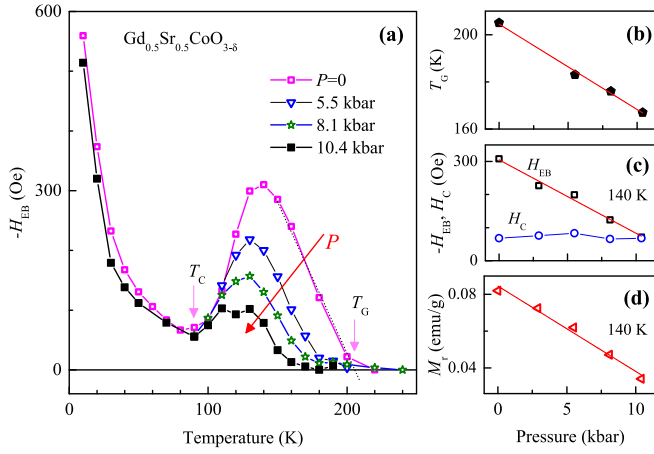 Gd0.5Sr0.5CoO3-δ
(a)
P=0
5.5 kbar
8.1 kbar
10.4 kbar
600
300
0
-HEB (Oe)
TC
P
TG
0
100
200
Temperature (K)
(b)
200
160
TG (K)
(c)
300
0
HEB
HC
140 K
-HEB, HC (Oe)
(d)
0.08
0.04
140 K
Mr (emu/g)
0
5
10
Pressure (kbar)